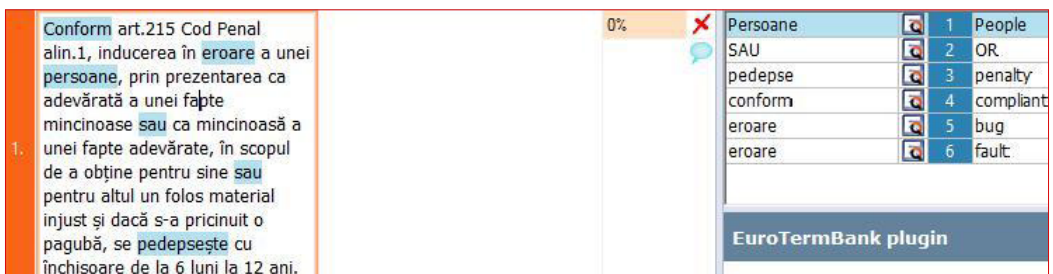 Conform art.215 Cod Penal
alin.1, inducerea în eroare a unei
persoane, prin prezentarea ca
adevărată a unei fapte
mincinoase sau ca mincinoasă a
1. unei fapte adevărate, în scopul
de a obține pentru sine sau
pentru altul un folos material
injust și dacă s-a pricinuit o
pagubă, se pedepsește cu
închisoare de la 6 luni la 12 ani.
0%
Persoane 1 People
SAU 2 OR
pedepse 3 penalty
conform 4 compliant
eroare 5 bug
eroare 6 fault
EuroTermBank plugin